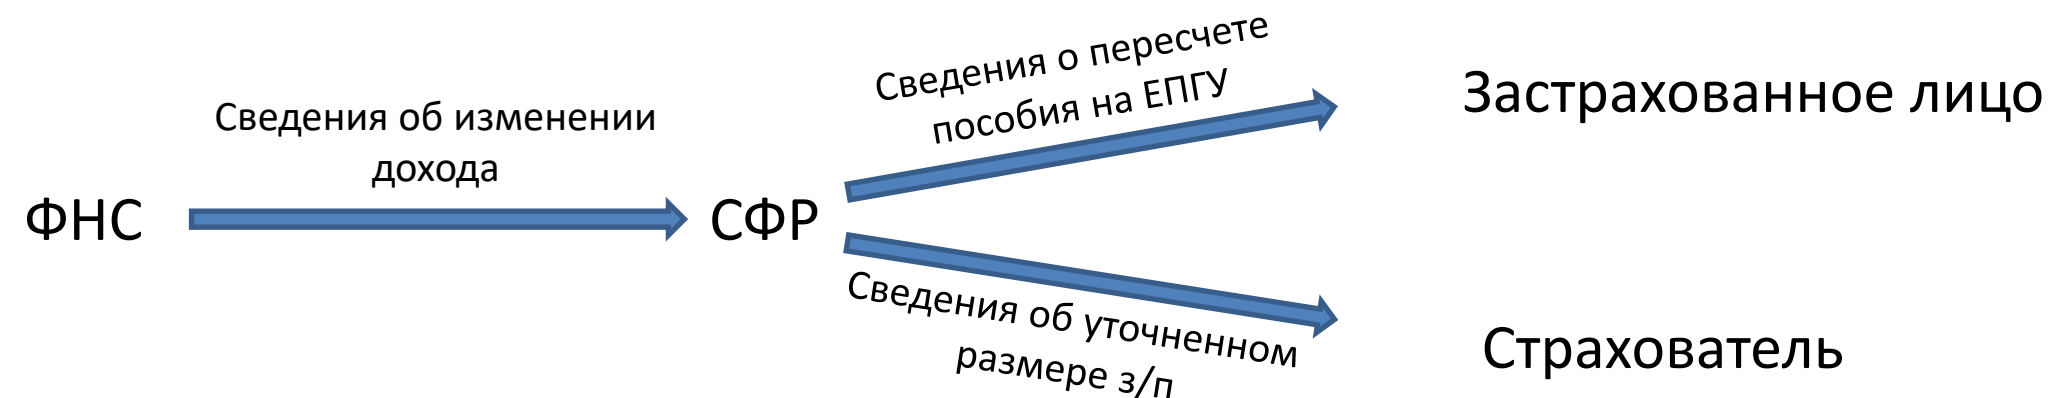 Сведения об изменении
дохода
ФНС
СФР
Сведения о пересчете
пособия на ЕПГУ
Застрахованное лицо
Сведения об уточненном
размере з/п
Страхователь